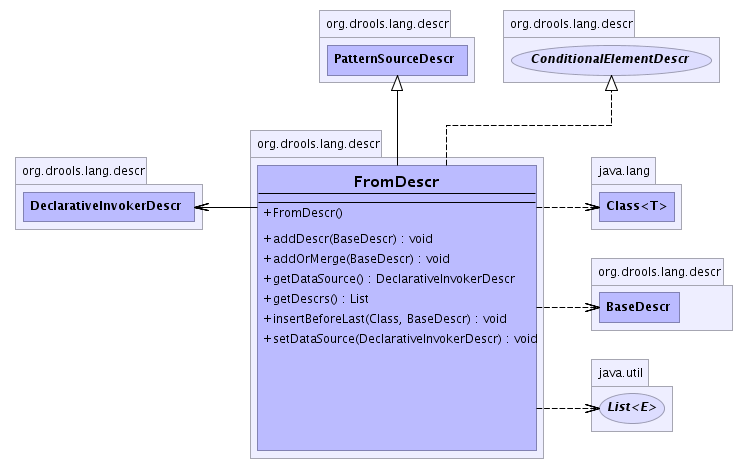 org.drools.lang.descr
PatternSourceDescr
org.drools.lang.descr
ConditionalElementDescr
org.drools.lang.descr
DeclarativeInvokerDescr
org.drools.lang.descr
FromDescr
+FromDescr()
+addDescr(BaseDescr) : void
+addOrMerge(BaseDescr) : void
+getDataSource() : DeclarativeInvokerDescr
+getDescrs() : List
+insertBeforeLast(Class, BaseDescr) : void
+setDataSource(DeclarativeInvokerDescr) : void
java.lang
Class<T>
org.drools.lang.descr
BaseDescr
java.util
List<E>